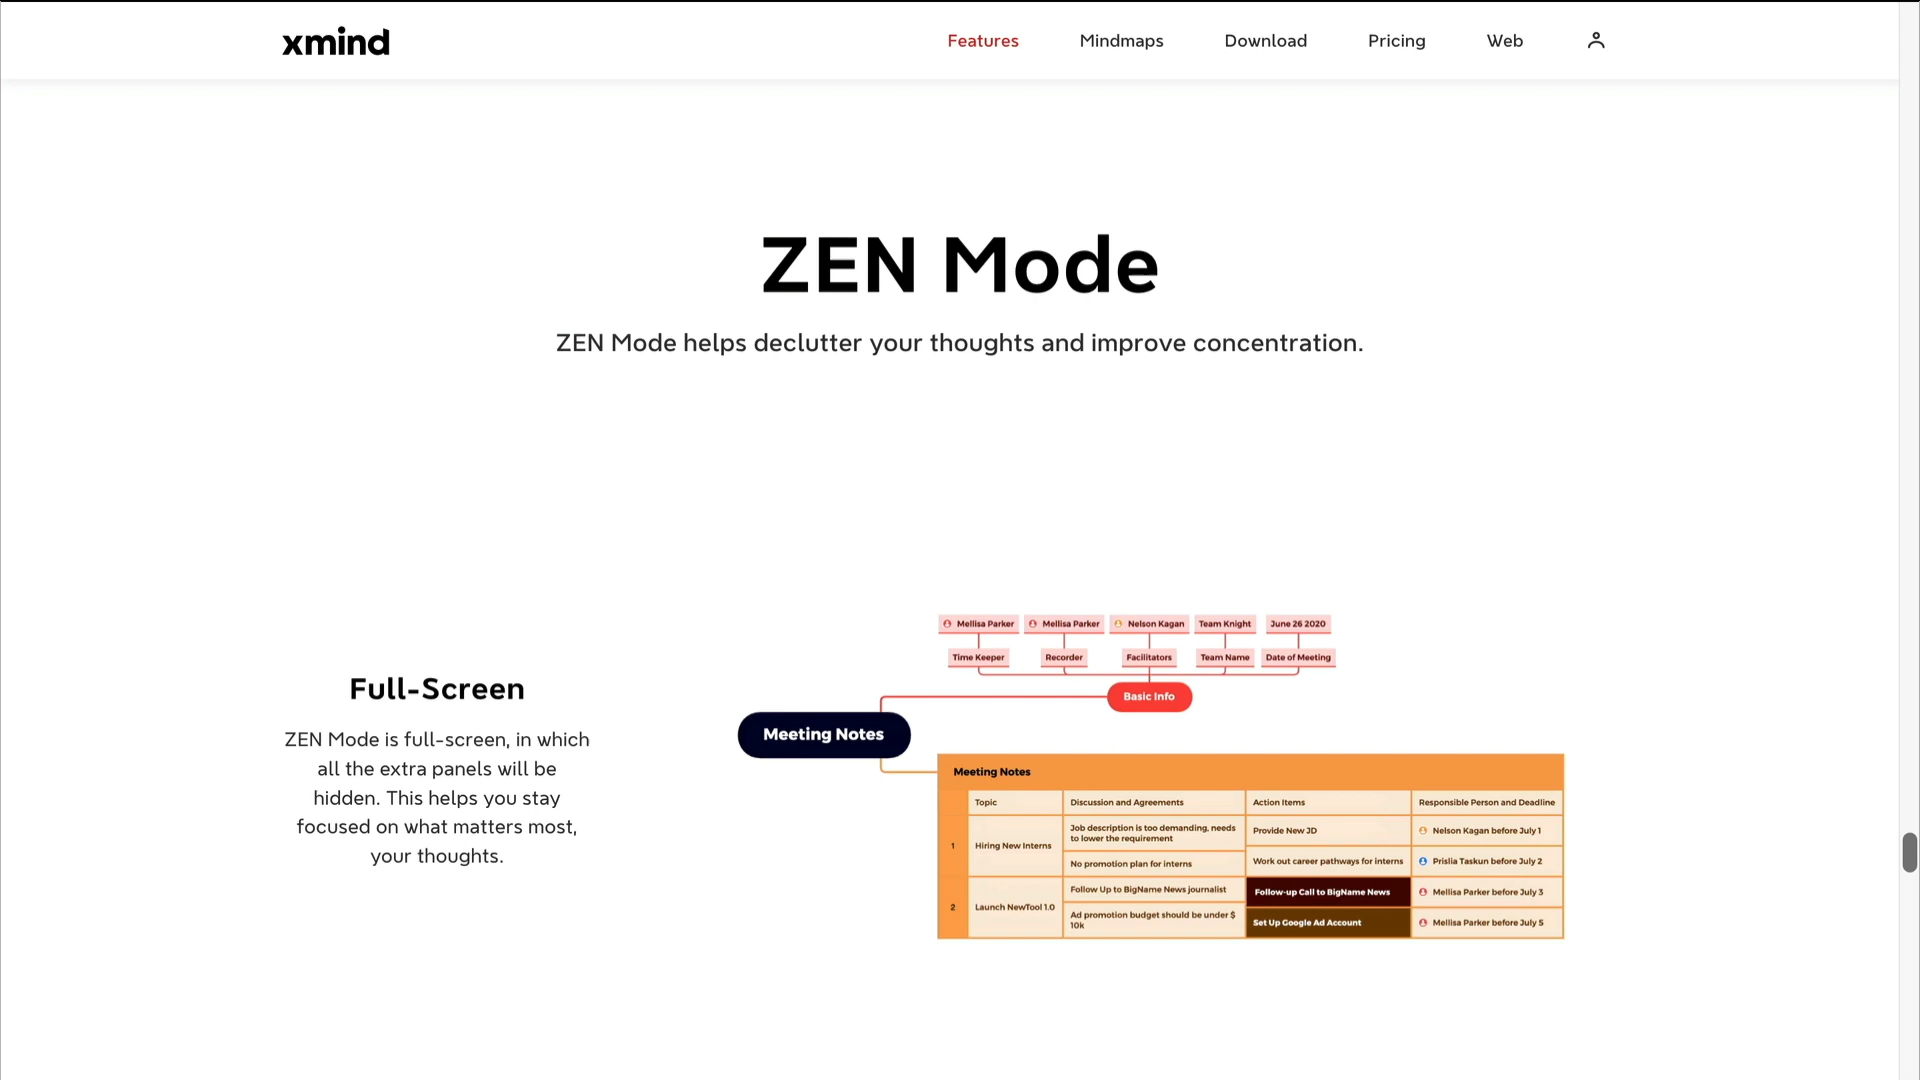 xmind
Features
Mindmaps
Download
Pricing
Web
ZEN Mode
ZEN Mode helps declutter your thoughts and improve concentration.
Full-Screen
ZEN Mode is full-screen, in which
all the extra panels will be
hidden. This helps you stay
focused on what matters most,
your thoughts.
Mellisa Parker
Mellisa Parker
Nelson Kagan
Team Knight
June 26 2020
Time Keeper
Recorder
Facilitators
Team Name
Date of Meeting
Basic Info
Meeting Notes
Meeting Notes
Topic
Discussion and Agreements
Action Items
Responsible Person and Deadline
1
Hiring New Interns
Job description is too demanding, needs
to lower the requirement
Provide New JD
Nelson Kagan before July 1
No promotion plan for interns
Work out career pathways for interns
Prislia Taskun before July 2
2
Launch NewTool 1.0
Follow Up to BigName News journalist
Follow-up Call to BigName News
Mellisa Parker before July 3
Ad promotion budget should be under $
10k
Set Up Google Ad Account
Mellisa Parker before July 5